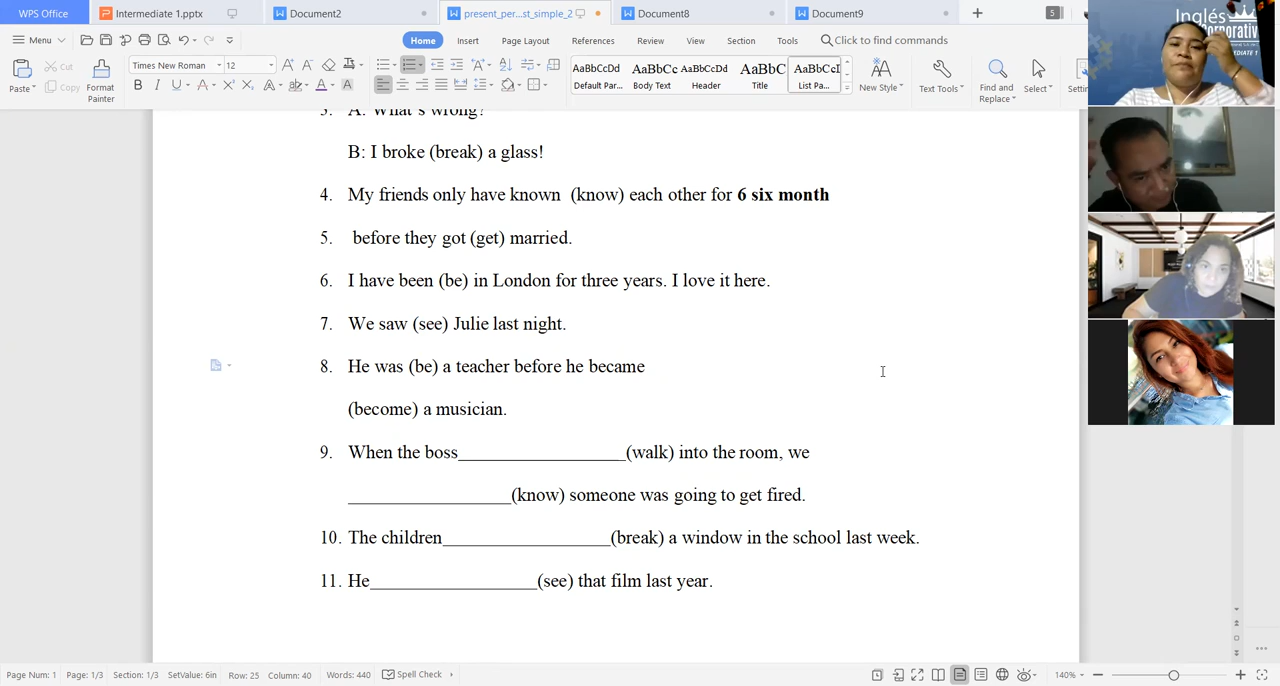 WPS Office
Intermediate 1.pptx
Document2
present_per...st_simple_2
Document8
Document9
5
Menu
Home
Insert
Page Layout
References
Review
View
Section
Tools
Click to find commands
Paste
Cut
Copy
Format Painter
Times New Roman
12
AaBbCcDd
Default Par...
AaBbCc
Body Text
AaBbCcDd
Header
AaBbC
Title
AaBbCcI
List Pa...
New Style
Text Tools
Find and Replace
Select
Inglés
Corporativ
3. A: What's wrong?
B: I broke (break) a glass!
4. My friends only have known (know) each other for 6 six month
5. before they got (get) married.
6. I have been (be) in London for three years. I love it here.
7. We saw (see) Julie last night.
8. He was (be) a teacher before he became
(become) a musician.
9. When the boss__________________(walk) into the room, we
__________________(know) someone was going to get fired.
10. The children__________________(break) a window in the school last week.
11. He__________________(see) that film last year.
Page Num: 1 Page: 1/3 Section: 1/3 SetValue: 6in Row: 25 Column: 40 Words: 440 Spell Check 140%